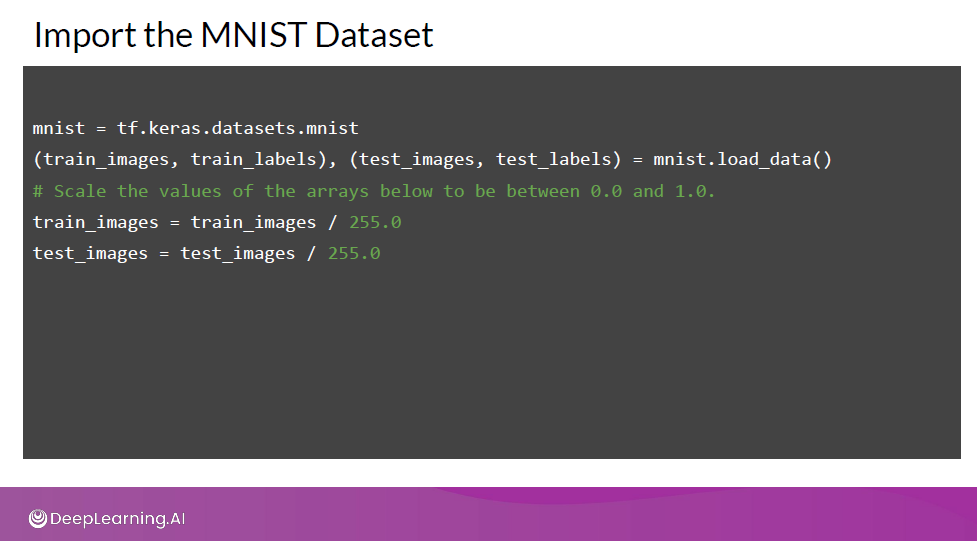 Import the MNIST Dataset
mnist = tf.keras.datasets.mnist
(train_images, train_labels), (test_images, test_labels) = mnist.load_data()
# Scale the values of the arrays below to be between 0.0 and 1.0.
train_images = train_images / 255.0
test_images = test_images / 255.0
DeepLearning.AI